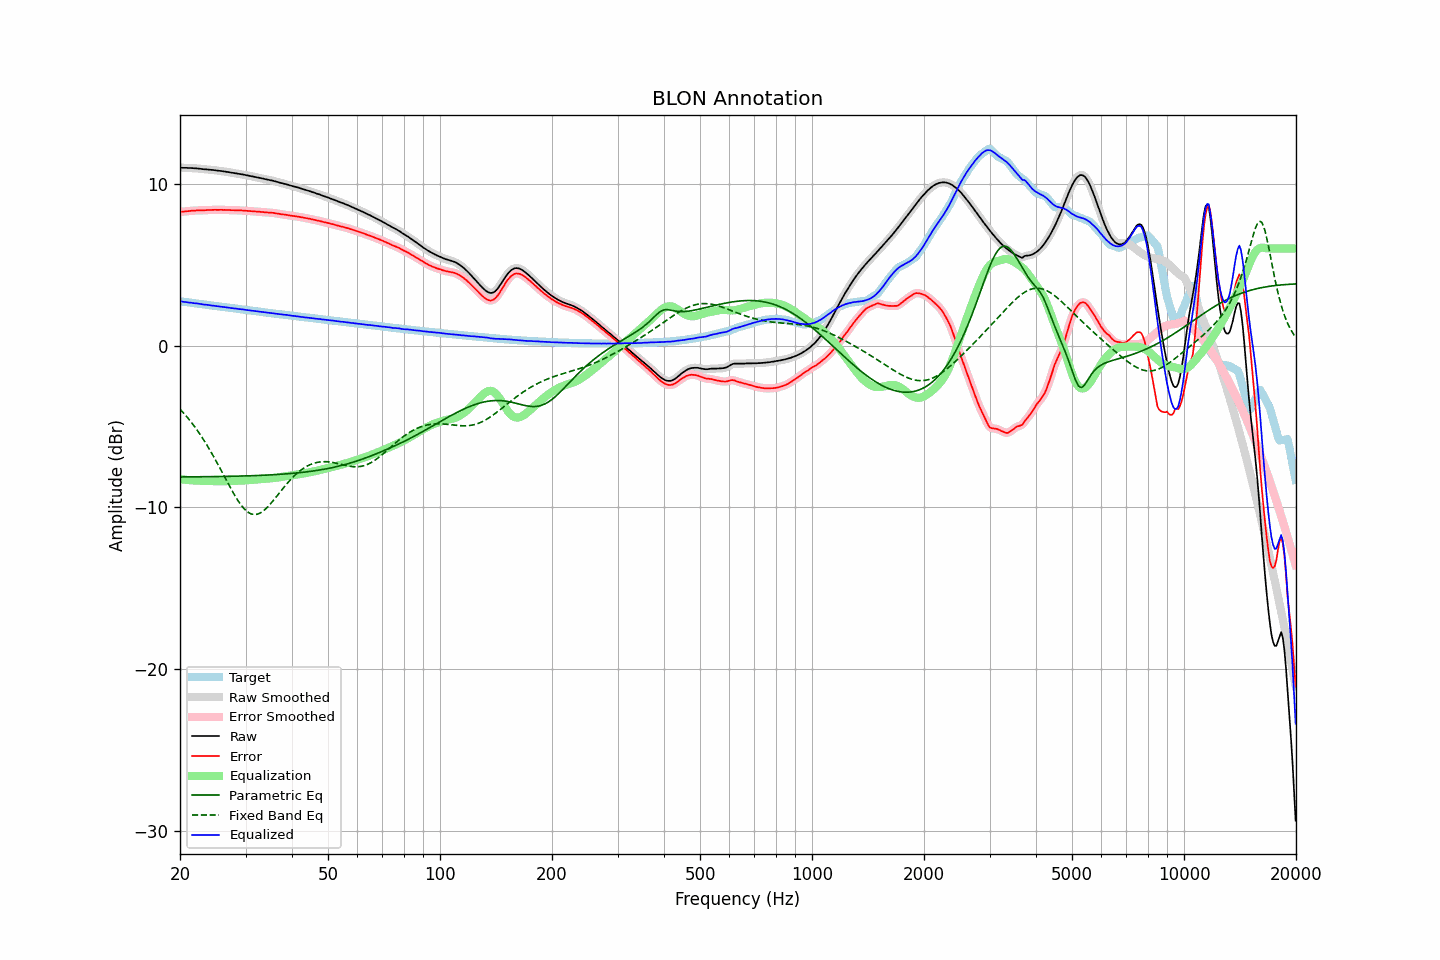 BLON Annotation
Amplitude (dBr)
10
0
−10
−20
−30
Target
Raw Smoothed
Error Smoothed
Raw
Error
Equalization
Parametric Eq
Fixed Band Eq
Equalized
20 50 100 200 500 1000 2000 5000 10000 20000
Frequency (Hz)